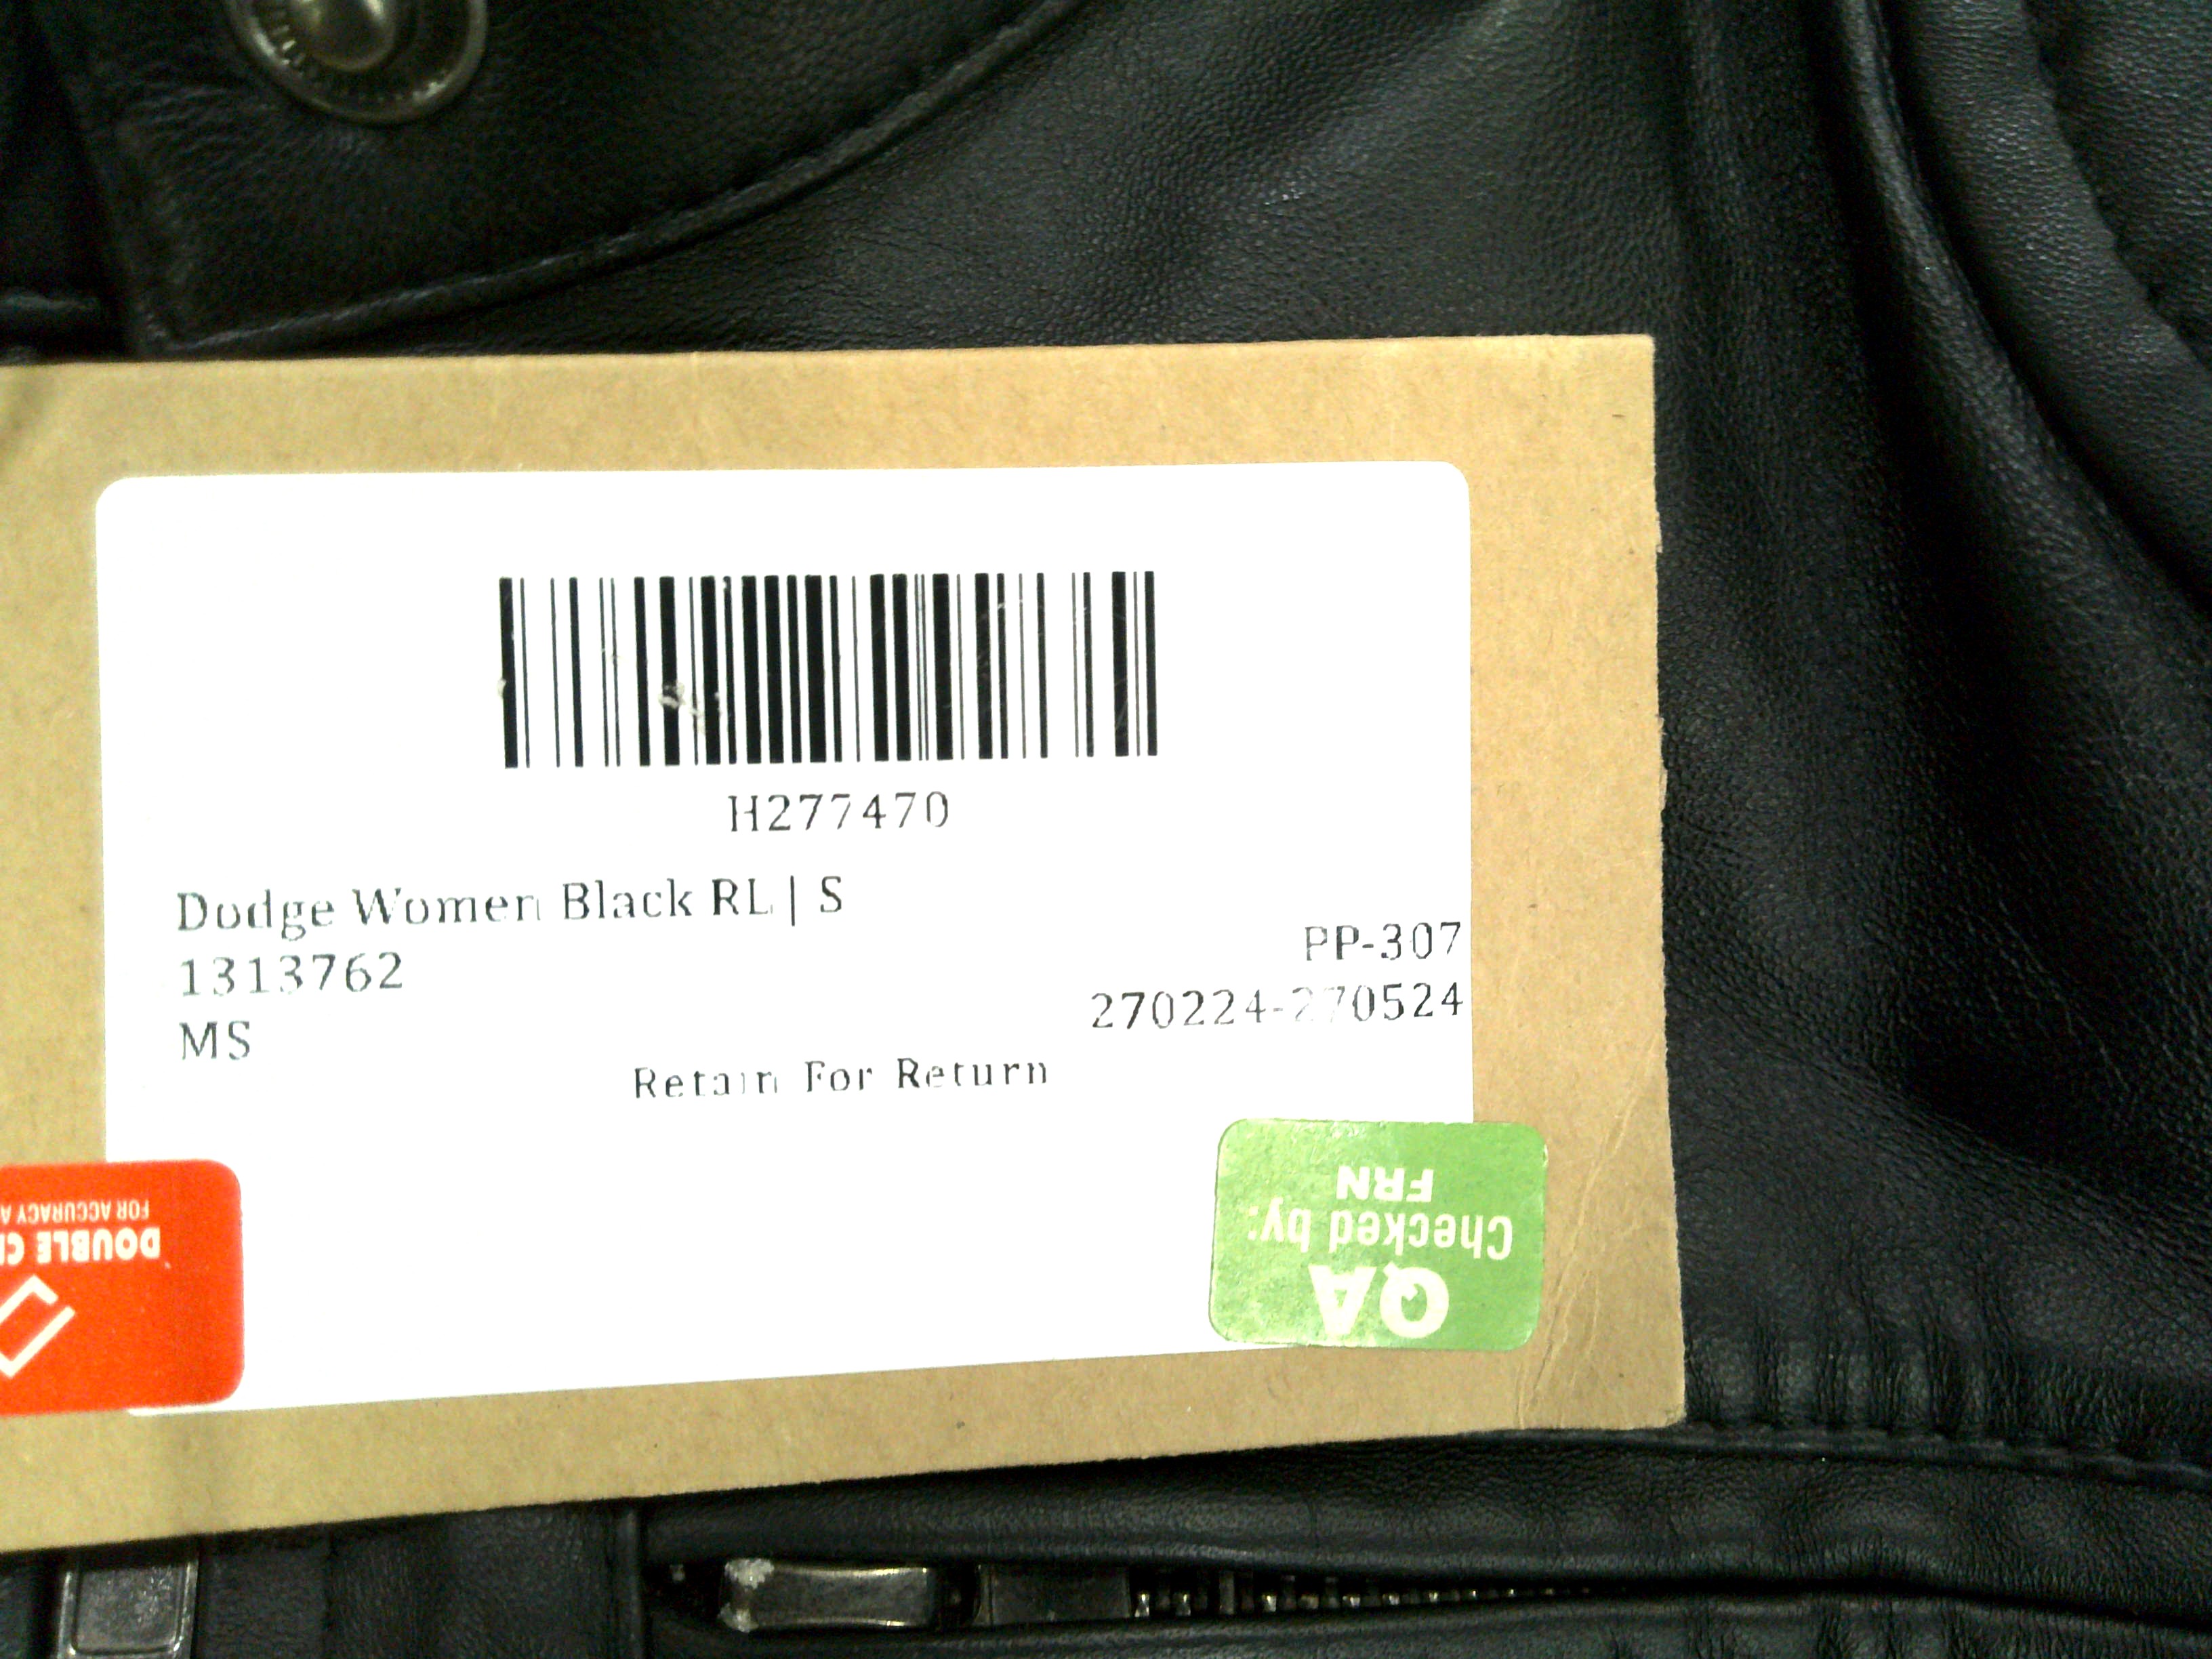 H277470
Dodge Women Black RL | S
1313762
PP-307
MS
270224-270524
Retain For Return
QA
Checked by:
FRN
DOUBLE
FOR ACCURACY